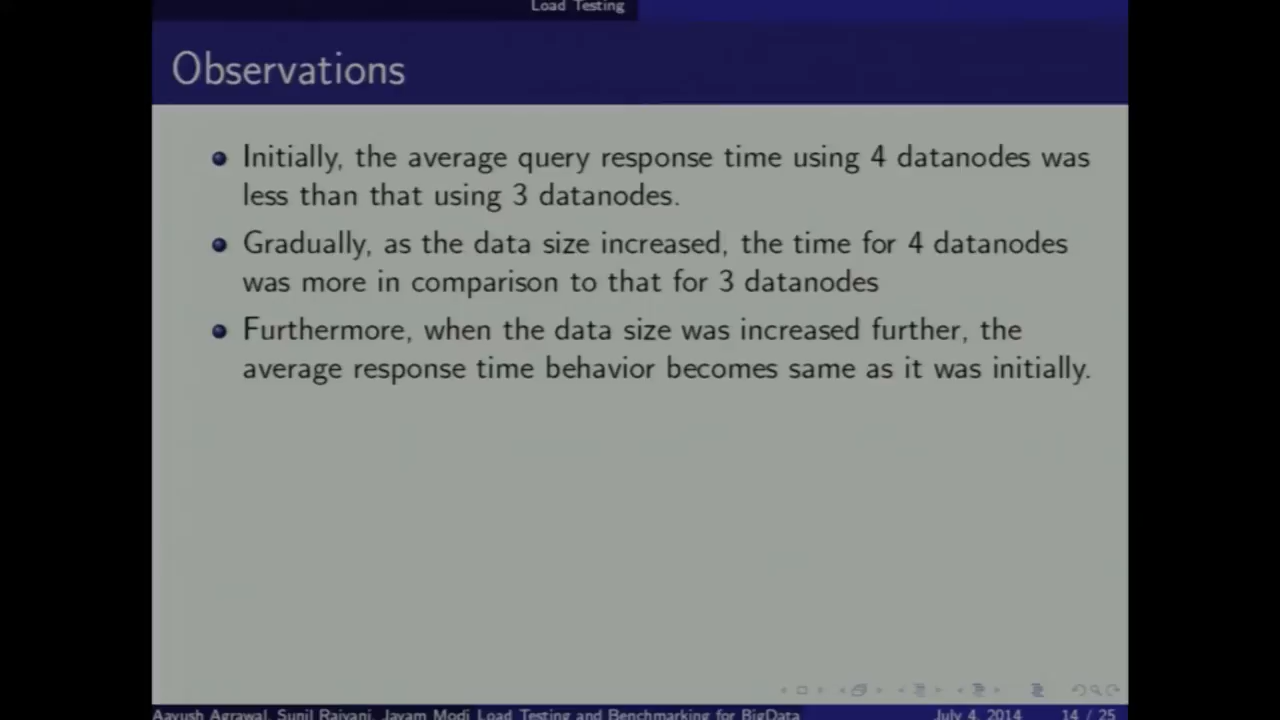 Load Testing
Observations
Initially, the average query response time using 4 datanodes was
less than that using 3 datanodes.
Gradually, as the data size increased, the time for 4 datanodes
was more in comparison to that for 3 datanodes
Furthermore, when the data size was increased further, the
average response time behavior becomes same as it was initially.
Aayush Agrawal, Sunil Raiyani, Jayam Modi Load Testing and Benchmarking for BigData July 4, 2014 14 / 25